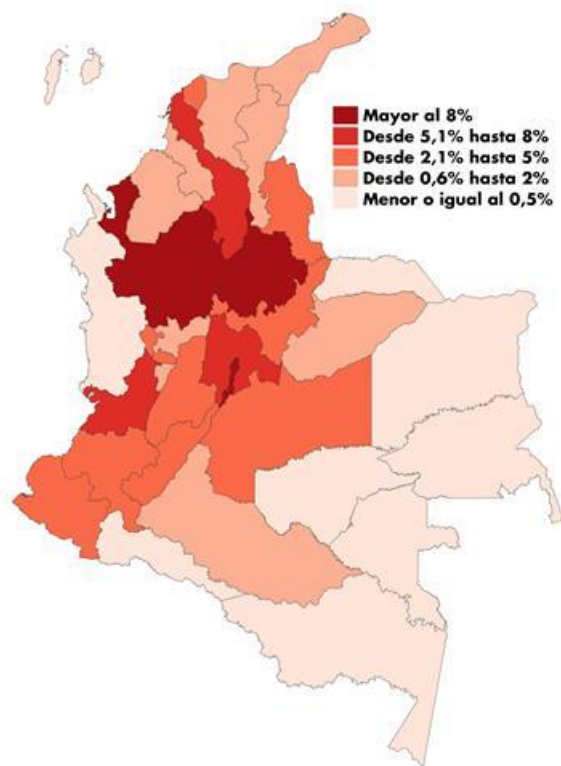 Mayor al 8%
Desde 5,1% hasta 8%
Desde 2,1% hasta 5%
Desde 0,6% hasta 2%
Menor o igual al 0,5%